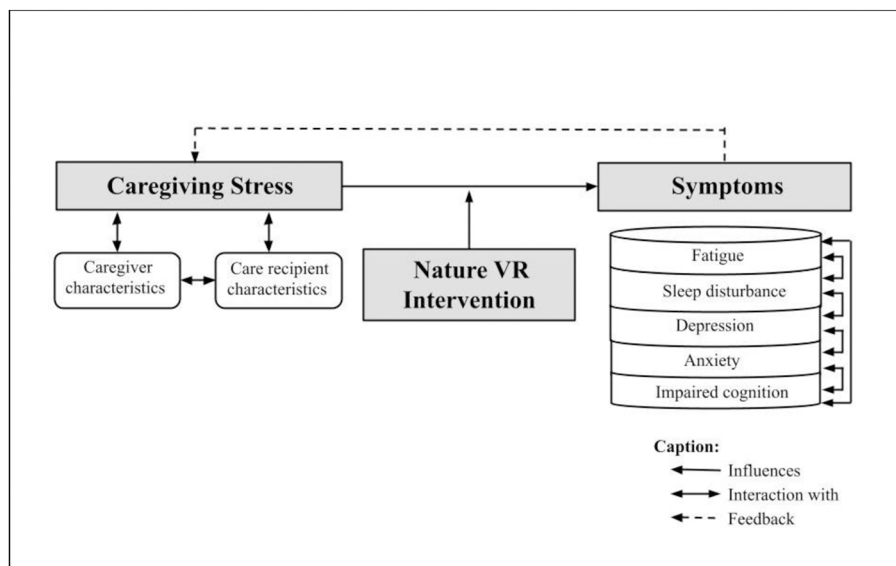 Caregiving Stress
Symptoms
Caregiver
characteristics
Care recipient
characteristics
Nature VR
Intervention
Fatigue
Sleep disturbance
Depression
Anxiety
Impaired cognition
Caption:
Influences
Interaction with
Feedback